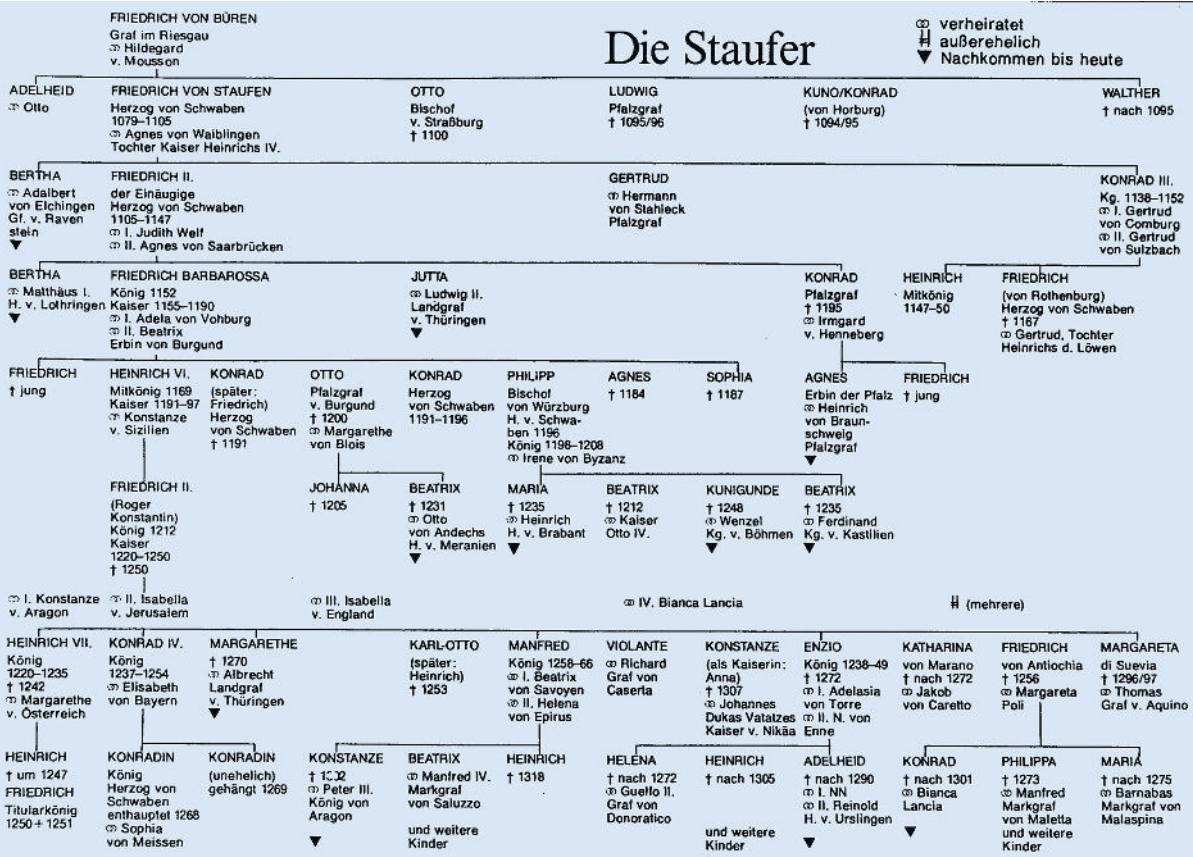 FRIEDRICH VON BÜREN
Graf im Riesgau
⚭ Hildegard
v. Mousson
Die Staufer
⚭ verheiratet
außerehelich
▼ Nachkommen bis heute
ADELHEID
⚭ Otto
FRIEDRICH VON STAUFEN
Herzog von Schwaben
1079–1105
⚭ Agnes von Waiblingen
Tochter Kaiser Heinrichs IV.
OTTO
Bischof
v. Straßburg
† 1100
LUDWIG
Pfalzgraf
† 1095/96
KUNO/KONRAD
(von Horburg)
† 1094/95
WALTHER
† nach 1095
BERTHA
⚭ Adalbert
von Elchingen
Gf. v. Raven
stein
▼
FRIEDRICH II.
der Einäugige
Herzog von Schwaben
1105–1147
⚭ I. Judith Welf
⚭ II. Agnes von Saarbrücken
GERTRUD
⚭ Hermann
von Stahleck
Pfalzgraf
KONRAD III.
Kg. 1138–1152
⚭ I. Gertrud
von Comburg
⚭ II. Gertrud
von Sulzbach
BERTHA
⚭ Matthäus I.
H. v. Lothringen
▼
FRIEDRICH BARBAROSSA
König 1152
Kaiser 1155–1190
⚭ I. Adela von Vohburg
⚭ II. Beatrix
Erbin von Burgund
JUTTA
⚭ Ludwig II.
Landgraf
v. Thüringen
▼
KONRAD
Pfalzgraf
† 1195
⚭ Irmgard
v. Henneberg
HEINRICH
Mitkönig
1147–50
FRIEDRICH
(von Rothenburg)
Herzog von Schwaben
† 1167
⚭ Gertrud, Tochter
Heinrichs d. Löwen
FRIEDRICH
† jung
HEINRICH VI.
Mitkönig 1169
Kaiser 1191–97
⚭ Konstanze
v. Sizilien
KONRAD
(später:
Friedrich)
Herzog
von Schwaben
† 1191
OTTO
Pfalzgraf
v. Burgund
† 1200
⚭ Margarethe
von Blois
KONRAD
Herzog
von Schwaben
1191–1196
PHILIPP
Bischof
von Würzburg
H. v. Schwa-
ben 1196
König 1198–1208
⚭ Irene von Byzanz
AGNES
† 1184
SOPHIA
† 1187
AGNES
Erbin der Pfalz
⚭ Heinrich
von Braun-
schweig
Pfalzgraf
▼
FRIEDRICH
† jung
FRIEDRICH II.
(Roger
Konstantin)
König 1212
Kaiser
1220–1250
† 1250
JOHANNA
† 1205
BEATRIX
† 1231
⚭ Otto
von Andechs
H. v. Meranien
▼
MARIA
† 1235
⚭ Heinrich
H. v. Brabant
▼
BEATRIX
† 1212
⚭ Kaiser
Otto IV.
KUNIGUNDE
† 1248
⚭ Wenzel
Kg. v. Böhmen
▼
BEATRIX
† 1235
⚭ Ferdinand
Kg. v. Kastilien
▼
⚭ I. Konstanze
v. Aragon
⚭ II. Isabella
v. Jerusalem
⚭ III. Isabella
v. England
⚭ IV. Bianca Lancia
(mehrere)
HEINRICH VII.
König
1220–1235
† 1242
⚭ Margarethe
v. Österreich
KONRAD IV.
König
1237–1254
⚭ Elisabeth
von Bayern
MARGARETHE
† 1270
⚭ Albrecht
Landgraf
v. Thüringen
▼
KARL-OTTO
(später:
Heinrich)
† 1253
MANFRED
König 1258–66
⚭ I. Beatrix
von Savoyen
⚭ II. Helena
von Epirus
VIOLANTE
⚭ Richard
Graf von
Caserta
KONSTANZE
(als Kaiserin:
Anna)
† 1307
⚭ Johannes
Dukas Vatatzes
Kaiser v. Nikäa
ENZIO
König 1238–49
† 1272
⚭ I. Adelasia
von Torre
⚭ II. N. von
Enne
KATHARINA
von Marano
† nach 1272
⚭ Jakob
von Caretto
FRIEDRICH
von Antiochia
† 1256
⚭ Margareta
Poli
MARGARETA
di Suevia
† 1296/97
⚭ Thomas
Graf v. Aquino
HEINRICH
† um 1247
FRIEDRICH
Titularkönig
1250 + 1251
KONRADIN
König
Herzog von
Schwaben
enthauptet 1268
⚭ Sophia
von Meissen
KONRADIN
(unehelich)
gehängt 1269
KONSTANZE
⚭ Peter III.
König von
Aragon
▼
BEATRIX
⚭ Manfred IV.
Markgraf
von Saluzzo
und weitere
Kinder
HEINRICH
† 1318
HELENA
† nach 1272
⚭ Guelfo II.
Graf von
Donoratico
HEINRICH
† nach 1305
und weitere
Kinder
ADELHEID
† nach 1290
⚭ I. NN
⚭ II. Reinold
H. v. Urslingen
▼
KONRAD
† nach 1301
⚭ Bianca
Lancia
▼
PHILIPPA
† 1273
⚭ Manfred
Markgraf
von Maletta
und weitere
Kinder
MARIA
† nach 1275
⚭ Barnabas
Markgraf von
Malaspina